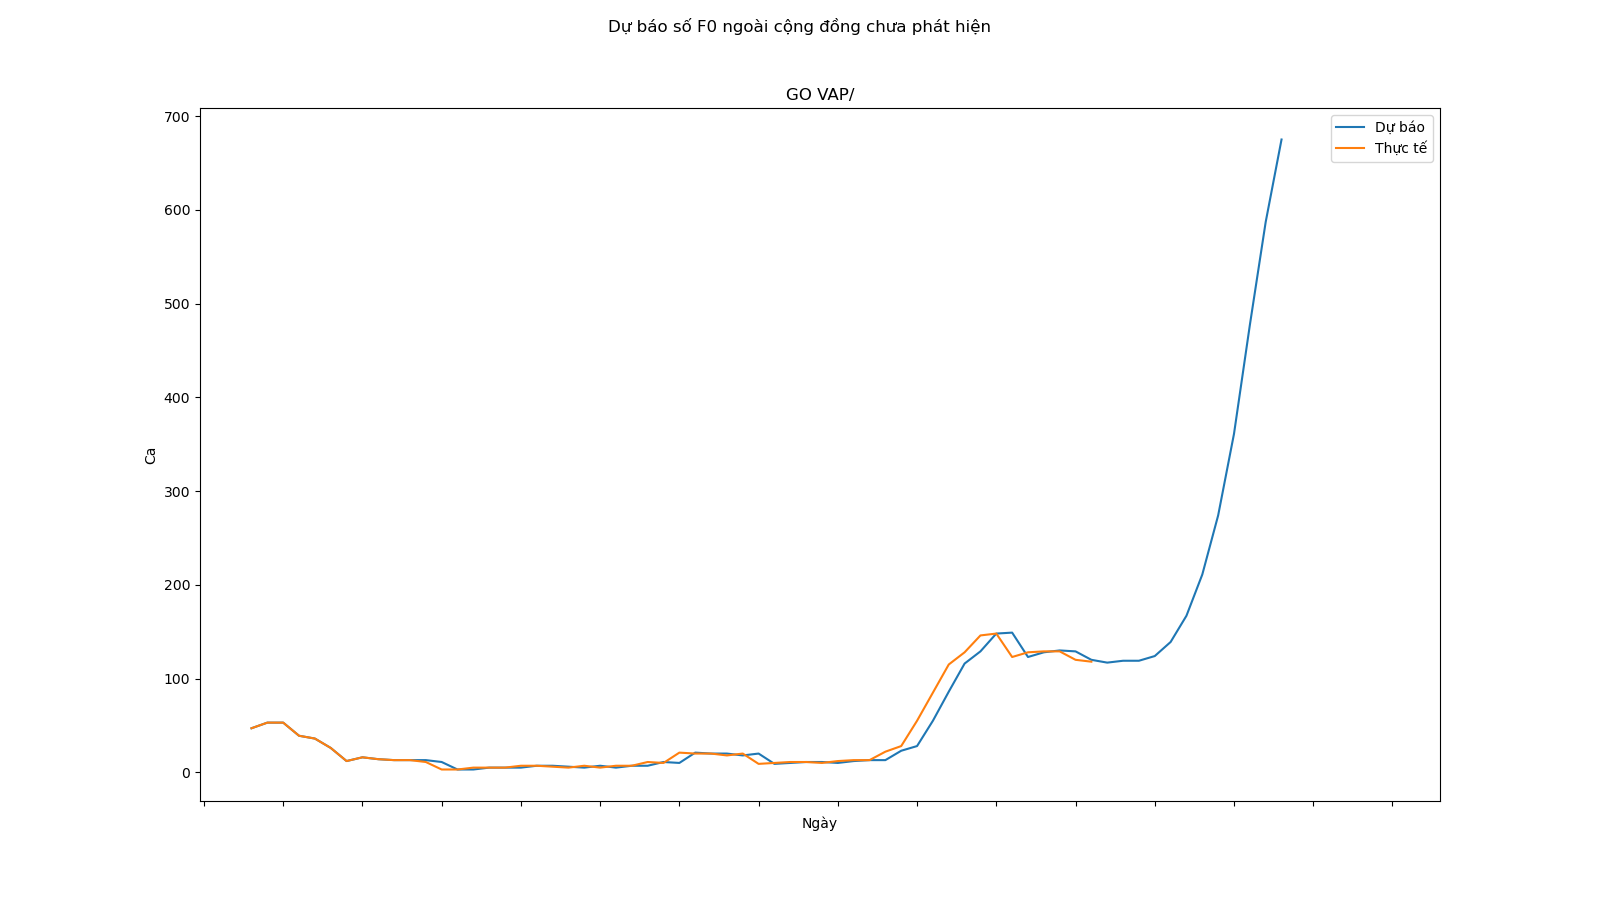 Dự báo số F0 ngoài cộng đồng chưa phát hiện
GO VAP/
700
600
500
400
300
200
100
0
Ca
Ngày
Dự báo
Thực tế